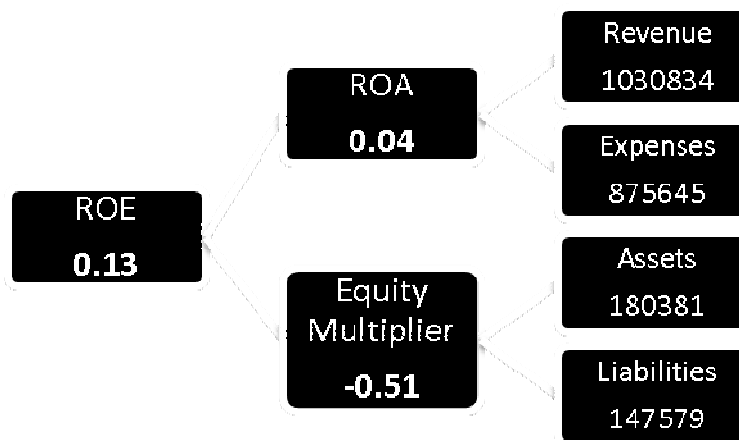 ROE
0.13
ROA
0.04
Equity
Multiplier
-0.51
Revenue
1030834
Expenses
875645
Assets
180381
Liabilities
147579